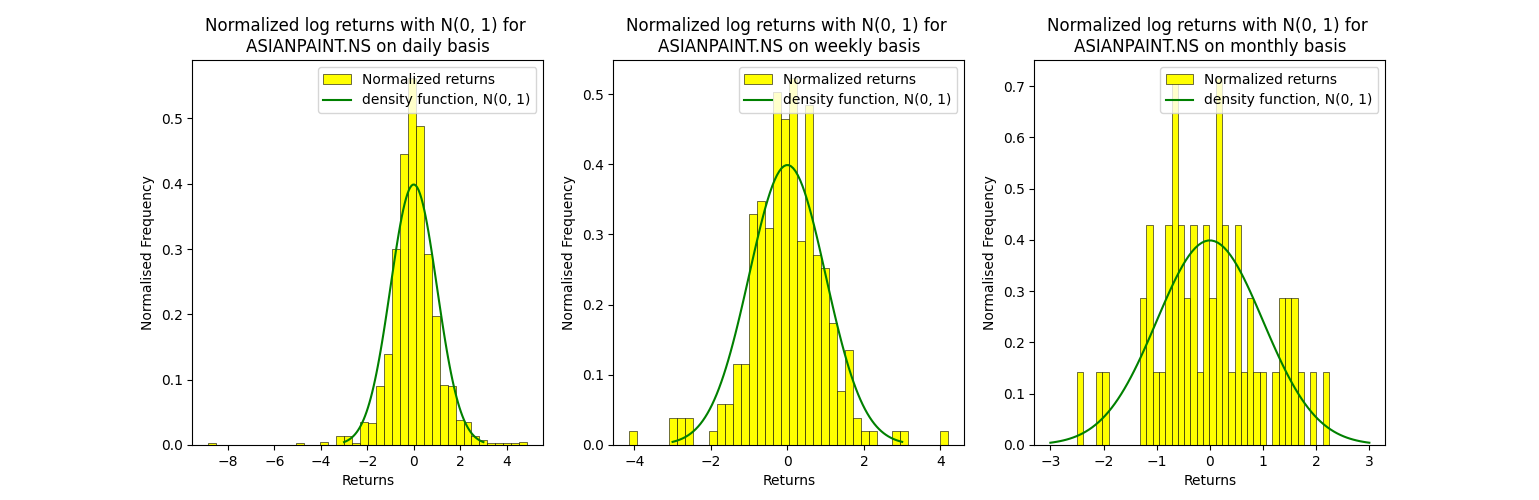 Normalized log returns with N(0, 1) for
ASIANPAINT.NS on daily basis
Normalized returns
density function, N(0, 1)
Normalised Frequency
0.5
0.4
0.3
0.2
0.1
0.0
−8
−6
−4
−2
0
2
4
Returns
Normalized log returns with N(0, 1) for
ASIANPAINT.NS on weekly basis
Normalized returns
density function, N(0, 1)
Normalised Frequency
0.5
0.4
0.3
0.2
0.1
0.0
−4
−2
0
2
4
Returns
Normalized log returns with N(0, 1) for
ASIANPAINT.NS on monthly basis
Normalized returns
density function, N(0, 1)
Normalised Frequency
0.7
0.6
0.5
0.4
0.3
0.2
0.1
0.0
−3
−2
−1
0
1
2
3
Returns